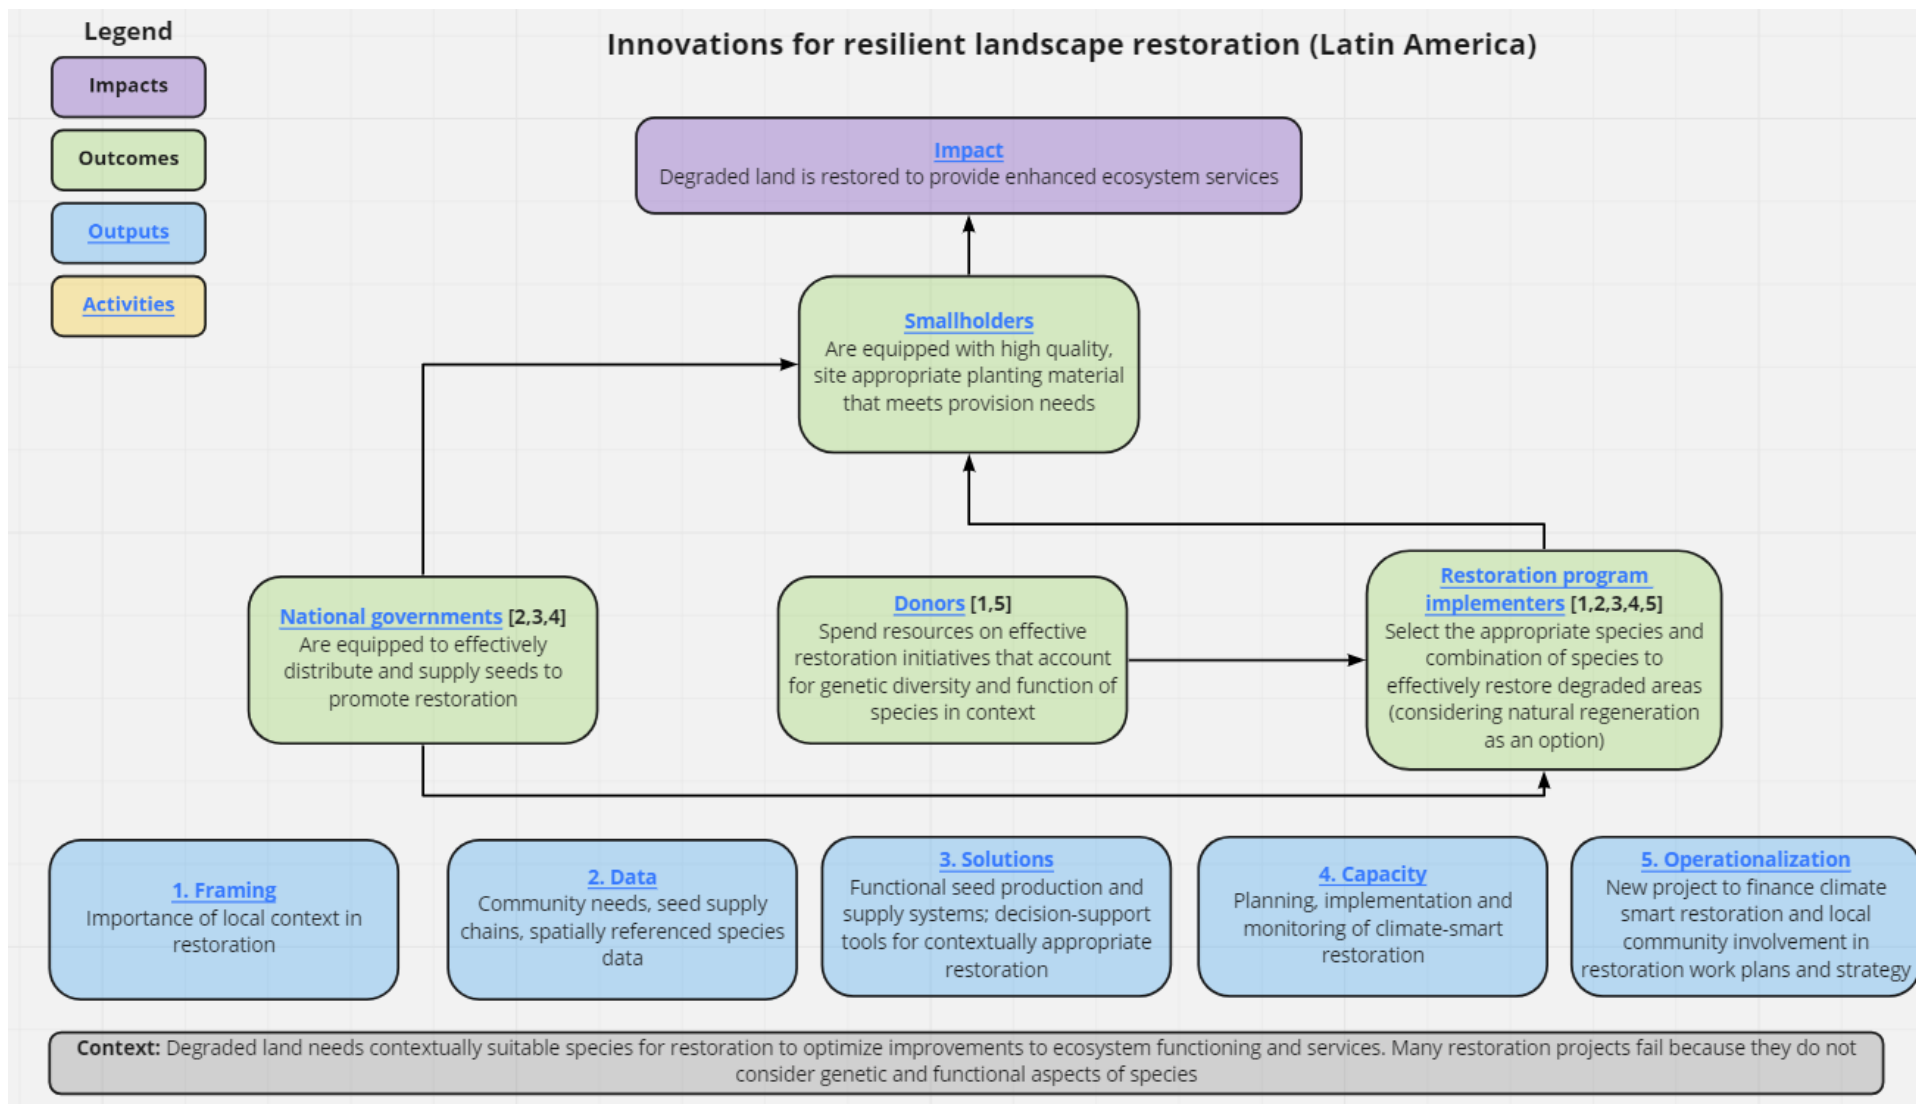 Legend
Innovations for resilient landscape restoration (Latin America)
Impacts
Outcomes
Outputs
Activities
Impact
Degraded land is restored to provide enhanced ecosystem services
Smallholders
Are equipped with high quality,
site appropriate planting material
that meets provision needs
National governments [2,3,4]
Are equipped to effectively
distribute and supply seeds to
promote restoration
Donors [1,5]
Spend resources on effective
restoration initiatives that account
for genetic diversity and function of
species in context
Restoration program
implementers [1,2,3,4,5]
Select the appropriate species and
combination of species to
effectively restore degraded areas
(considering natural regeneration
as an option)
1. Framing
Importance of local context in
restoration
2. Data
Community needs, seed supply
chains, spatially referenced species
data
3. Solutions
Functional seed production and
supply systems; decision-support
tools for contextually appropriate
restoration
4. Capacity
Planning, implementation and
monitoring of climate-smart
restoration
5. Operationalization
New project to finance climate
smart restoration and local
community involvement in
restoration work plans and strategy
Context: Degraded land needs contextually suitable species for restoration to optimize improvements to ecosystem functioning and services. Many restoration projects fail because they do not
consider genetic and functional aspects of species